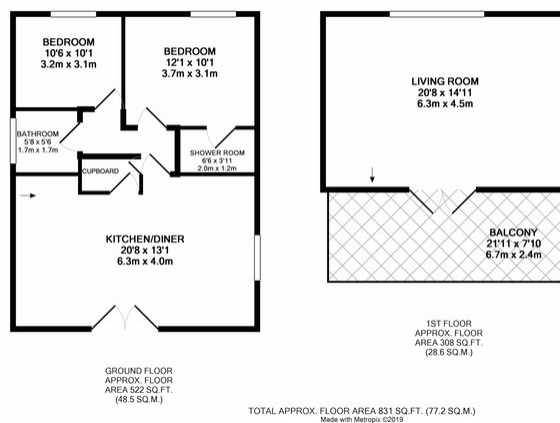 BEDROOM
10'6 x 10'1
3.2m x 3.1m
BEDROOM
12'1 x 10'1
3.7m x 3.1m
BATHROOM
5'8 x 5'6
1.7m x 1.7m
SHOWER ROOM
6'6 x 3'11
2.0m x 1.2m
CUPBOARD
KITCHEN/DINER
20'8 x 13'1
6.3m x 4.0m
GROUND FLOOR
APPROX. FLOOR
AREA 522 SQ.FT.
(48.5 SQ.M.)
LIVING ROOM
20'8 x 14'11
6.3m x 4.5m
BALCONY
21'11 x 7'10
6.7m x 2.4m
1ST FLOOR
APPROX. FLOOR
AREA 308 SQ.FT.
(28.6 SQ.M.)
TOTAL APPROX. FLOOR AREA 831 SQ.FT. (77.2 SQ.M.)
Made with Metropix ©2019